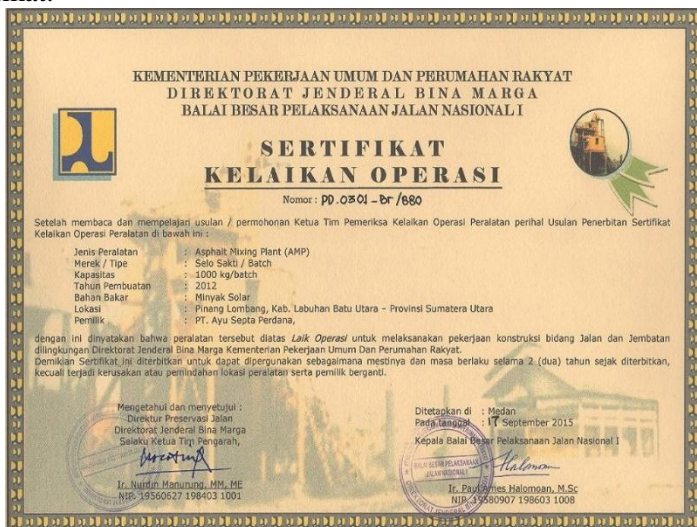 KEMENTERIAN PEKERJAAN UMUM DAN PERUMAHAN RAKYAT
DIREKTORAT JENDERAL BINA MARGA
BALAI BESAR PELAKSANAAN JALAN NASIONAL I
SERTIFIKAT
KELAIKAN OPERASI
Nomor : PD.0301-Br/880
Setelah membaca dan mempelajari usulan / permohonan Ketua Tim Pemeriksa Kelaikan Operasi Peralatan perihal Usulan Penerbitan Sertifikat
Kelaikan Operasi Peralatan di bawah ini :
Jenis Peralatan : Asphalt Mixing Plant (AMP)
Merek / Tipe : Selo Sakti / Batch
Kapasitas : 1000 kg/batch
Tahun Pembuatan : 2012
Bahan Bakar : Minyak Solar
Lokasi : Pinang Lombang, Kab. Labuhan Batu Utara – Provinsi Sumatera Utara
Pemilik : PT. Ayu Septa Perdana,
dengan ini dinyatakan bahwa peralatan tersebut diatas Laik Operasi untuk melaksanakan pekerjaan konstruksi bidang Jalan dan Jembatan
dilingkungan Direktorat Jenderal Bina Marga Kementerian Pekerjaan Umum Dan Perumahan Rakyat.
Demikian Sertifikat ini diterbitkan untuk dapat dipergunakan sebagaimana mestinya dan masa berlaku selama 2 (dua) tahun sejak diterbitkan,
kecuali terjadi kerusakan atau pemindahan lokasi peralatan serta pemilik berganti.
Mengetahui dan menyetujui :
Direktur Preservasi Jalan
Direktorat Jenderal Bina Marga
Selaku Ketua Tim Pengarah,
Ir. Nurdin Manurung, MM, ME
NIP. 19560627 198403 1001
Ditetapkan di : Medan
Pada tanggal : 17 September 2015
Kepala Balai Besar Pelaksanaan Jalan Nasional I
BALAI BESAR PELAKSANAAN
JALAN NASIONAL I
Ir. Paul Ames Halomoan, M.Sc
NIP. 19580907 198603 1008